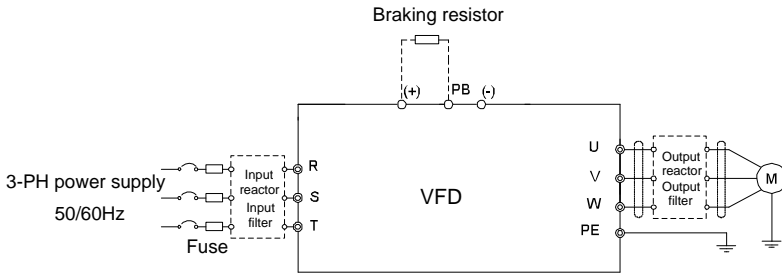 Braking resistor
(+)
PB
(-)
3-PH power supply
50/60Hz
Fuse
Input
reactor
Input
filter
R
S
T
VFD
U
V
W
PE
Output
reactor
Output
filter
M